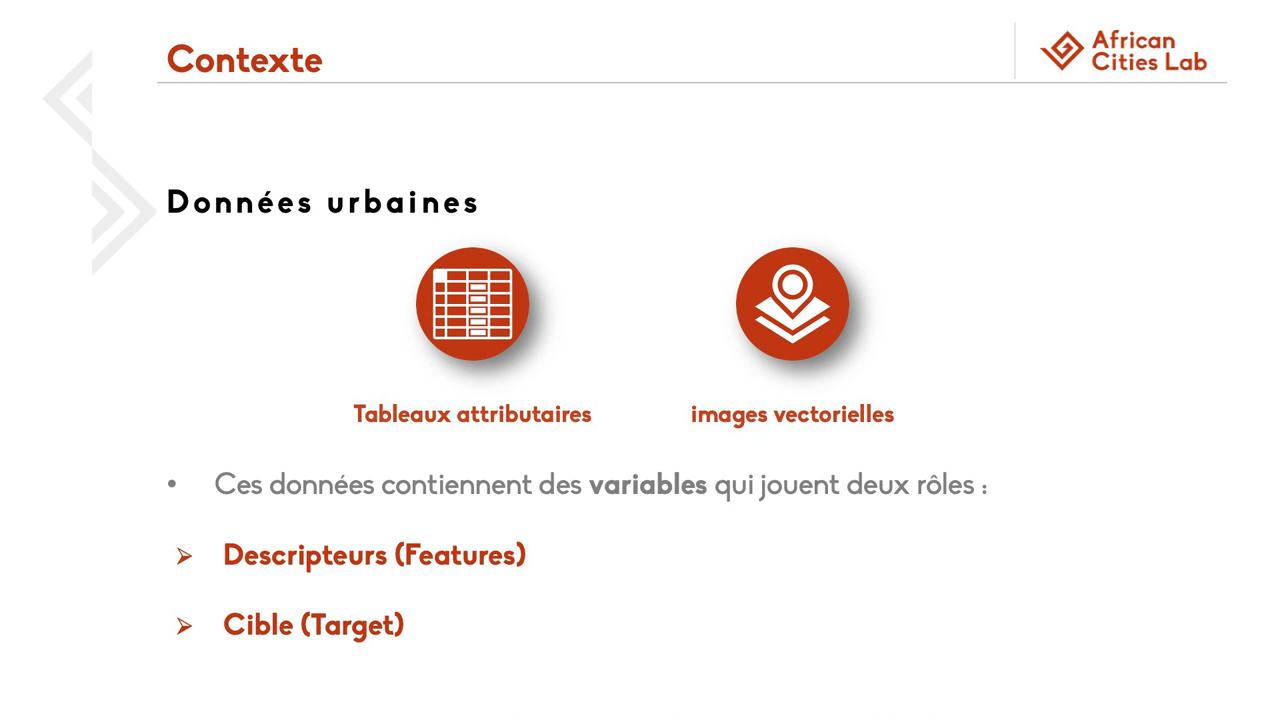 Contexte
African
Cities Lab
Données urbaines
Tableaux attributaires
images vectorielles
• Ces données contiennent des variables qui jouent deux rôles :
➢ Descripteurs (Features)
➢ Cible (Target)